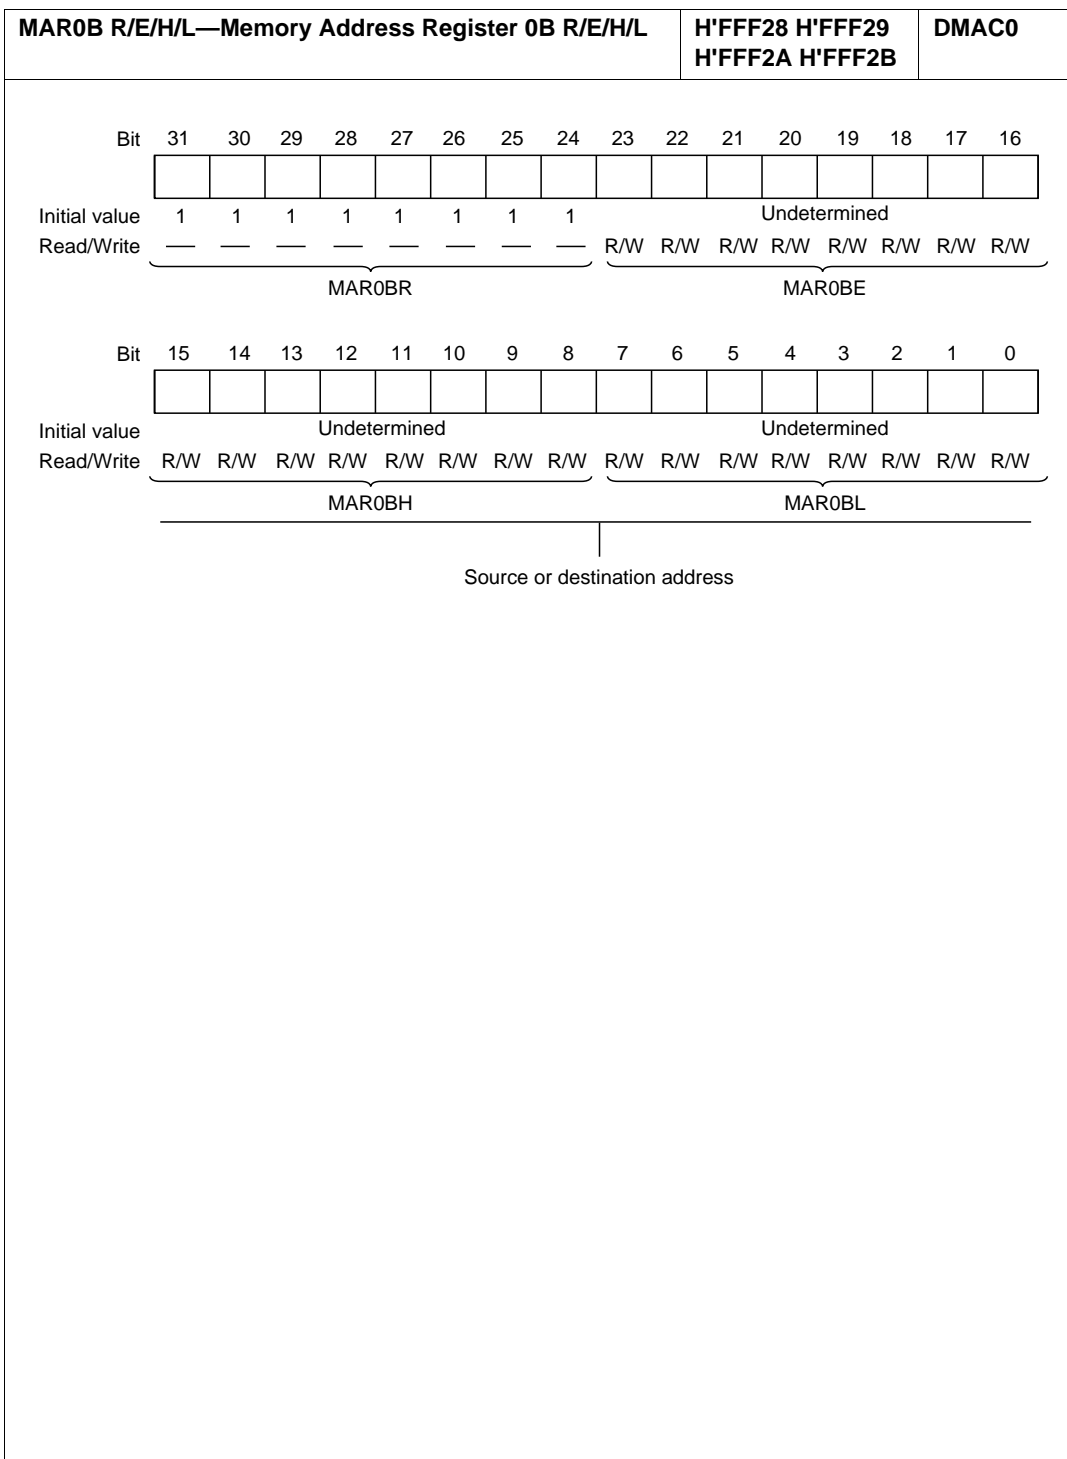 MAR0B R/E/H/L—Memory Address Register 0B R/E/H/L H'FFF28 H'FFF29 DMAC0
H'FFF2A H'FFF2B
Bit 31 30 29 28 27 26 25 24 23 22 21 20 19 18 17 16
Initial value 1 1 1 1 1 1 1 1 Undetermined
Read/Write — — — — — — — — R/W R/W R/W R/W R/W R/W R/W R/W
MAR0BR MAR0BE
Bit 15 14 13 12 11 10 9 8 7 6 5 4 3 2 1 0
Initial value Undetermined Undetermined
Read/Write R/W R/W R/W R/W R/W R/W R/W R/W R/W R/W R/W R/W R/W R/W R/W R/W
MAR0BH MAR0BL
Source or destination address